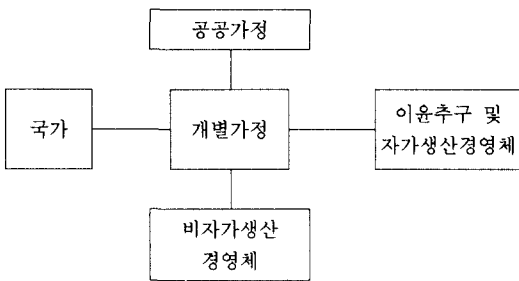 공공가정
국가
개별가정
이윤추구 및
자가생산경영체
비자가생산
경영체